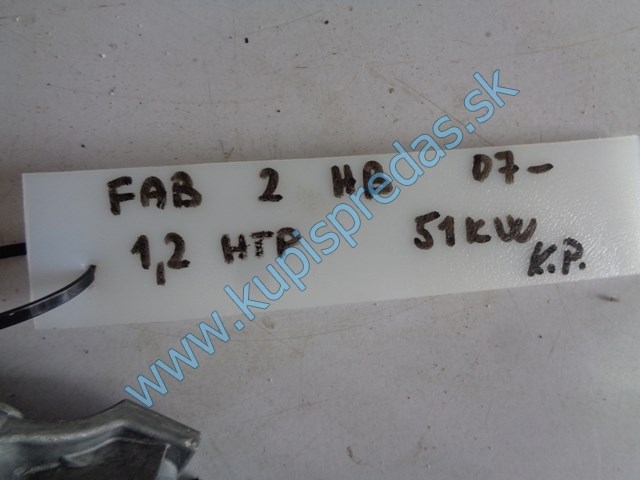 FAB 2 HB 07-
1,2 HTP 51KW
K.P.
www.kupispredas.sk